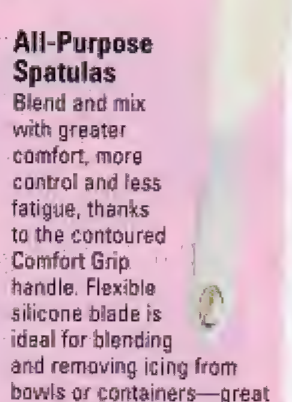 All-Purpose
Spatulas
Blend and mix
with greater
comfort, more
control and less
fatigue, thanks
to the contoured
Comfort Grip
handle. Flexible
silicone blade is
ideal for blending
and removing icing from
bowls or containers—great